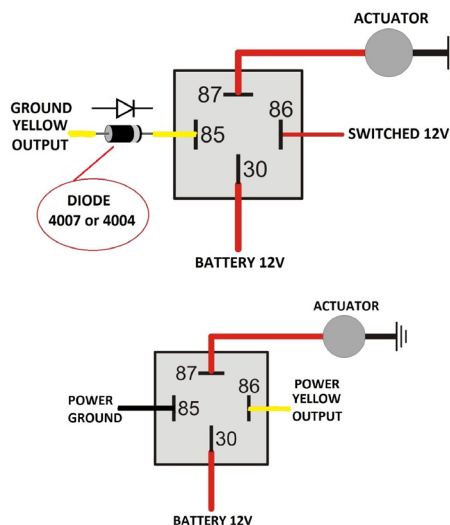 ACTUATOR
87
86
GROUND
YELLOW
OUTPUT
85
SWITCHED 12V
30
DIODE
4007 or 4004
BATTERY 12V
ACTUATOR
87
86
POWER
YELLOW
OUTPUT
POWER
GROUND
85
30
BATTERY 12V